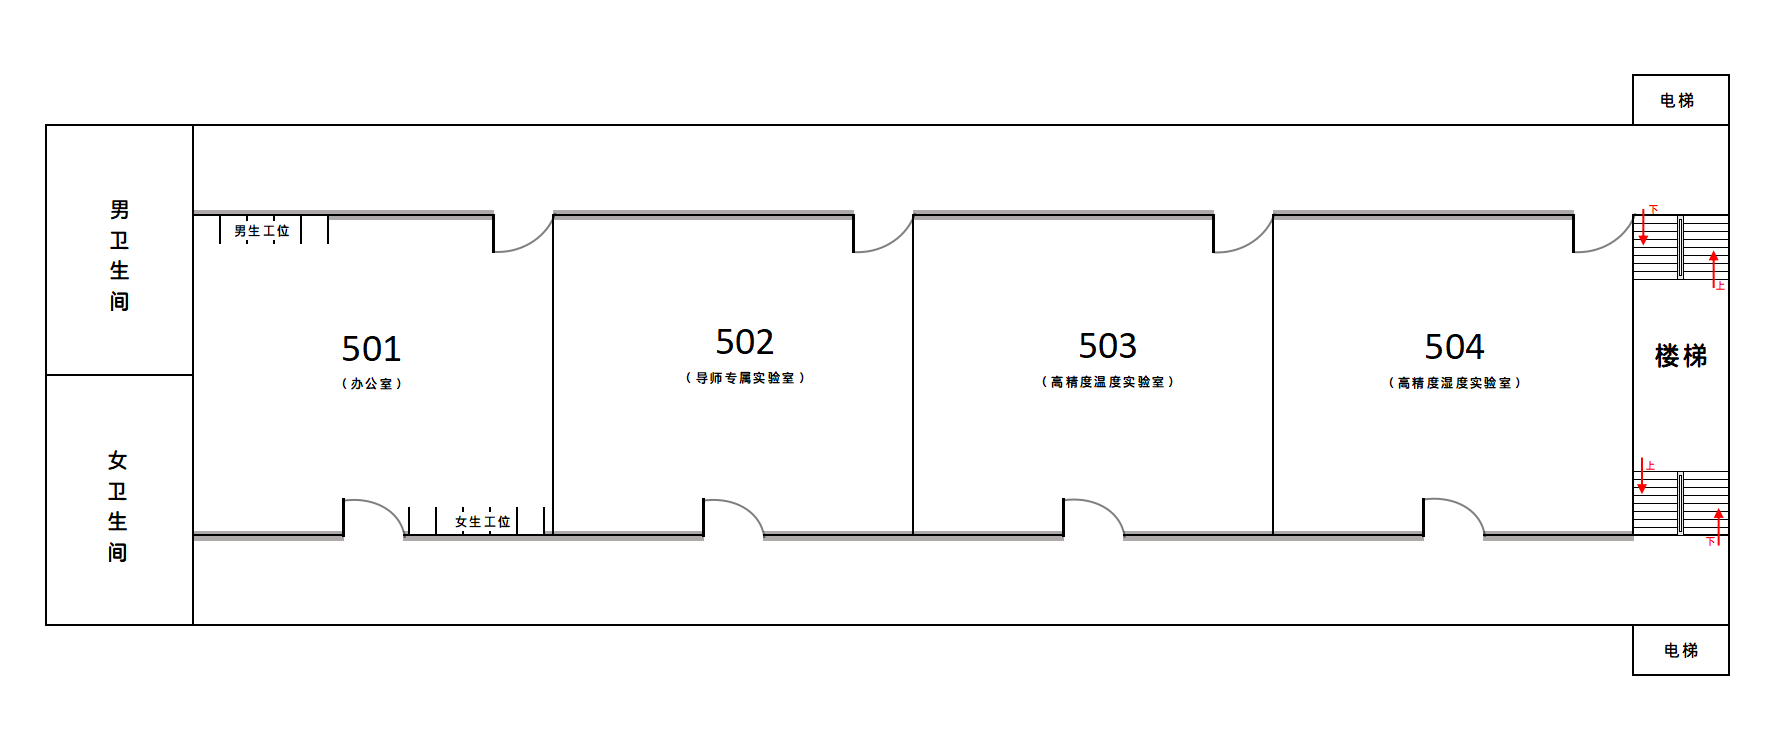 电梯
男卫生间
男生工位
下
上
501
（办公室）
502
（导师专属实验室）
503
（高精度温度实验室）
504
（高精度湿度实验室）
楼梯
女卫生间
女生工位
上
下
电梯